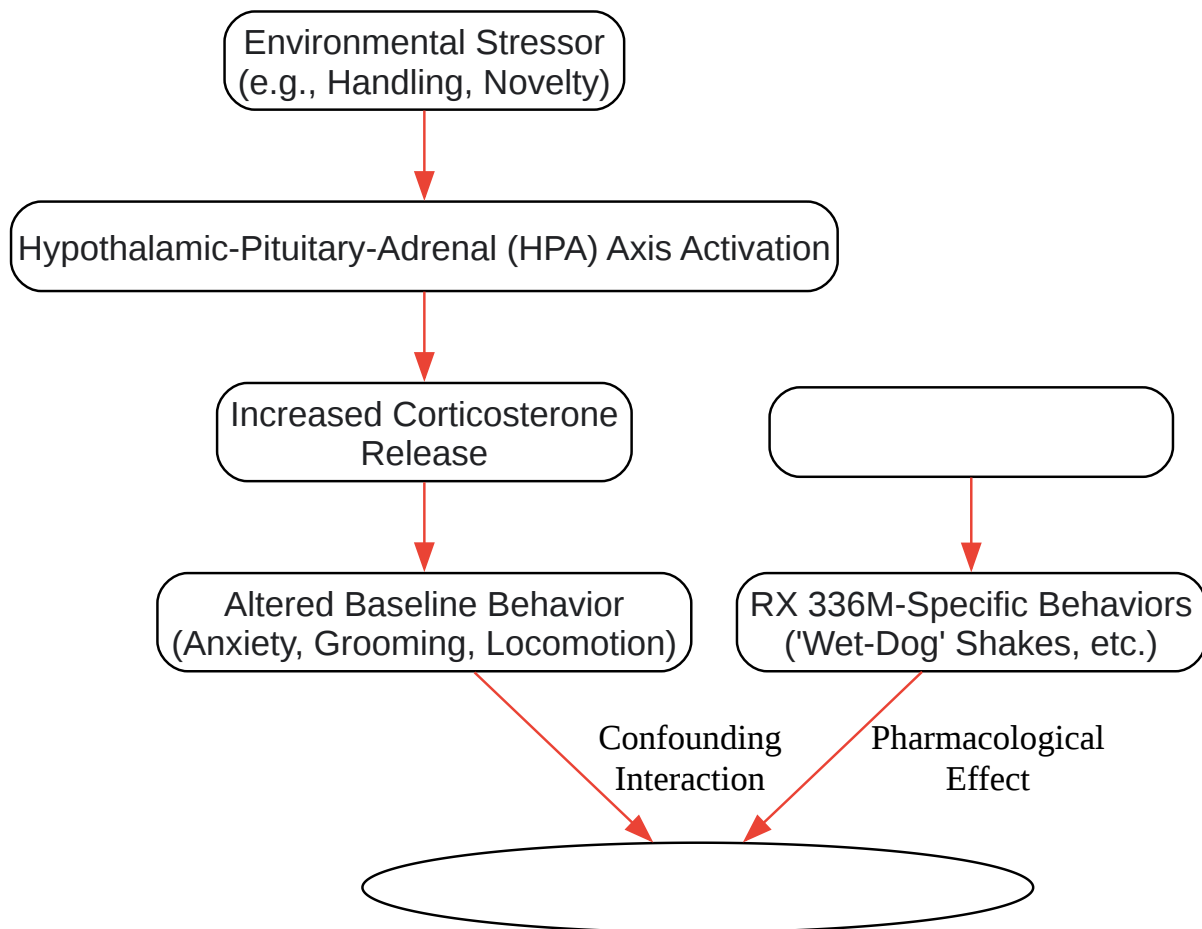 Environmental Stressor
(e.g., Handling, Novelty)
Hypothalamic-Pituitary-Adrenal (HPA) Axis Activation
Increased Corticosterone
Release
Altered Baseline Behavior
(Anxiety, Grooming, Locomotion)
RX 336M-Specific Behaviors
('Wet-Dog' Shakes, etc.)
Confounding
Interaction
Pharmacological
Effect